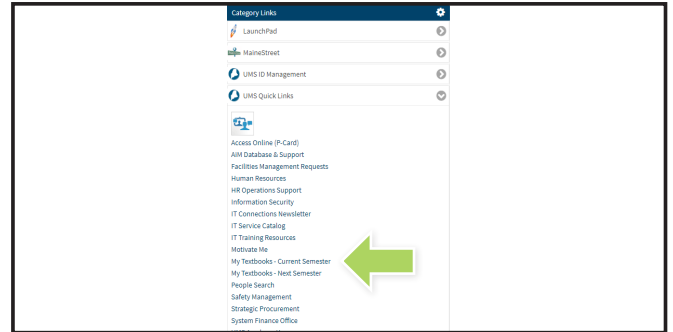 Category Links
LaunchPad
MaineStreet
UMS ID Management
UMS Quick Links
Access Online (P-Card)
AIM Database & Support
Facilities Management Requests
Human Resources
HR Operations Support
Information Security
IT Connections Newsletter
IT Service Catalog
IT Training Resources
Motivate Me
My Textbooks - Current Semester
My Textbooks - Next Semester
People Search
Safety Management
Strategic Procurement
System Finance Office